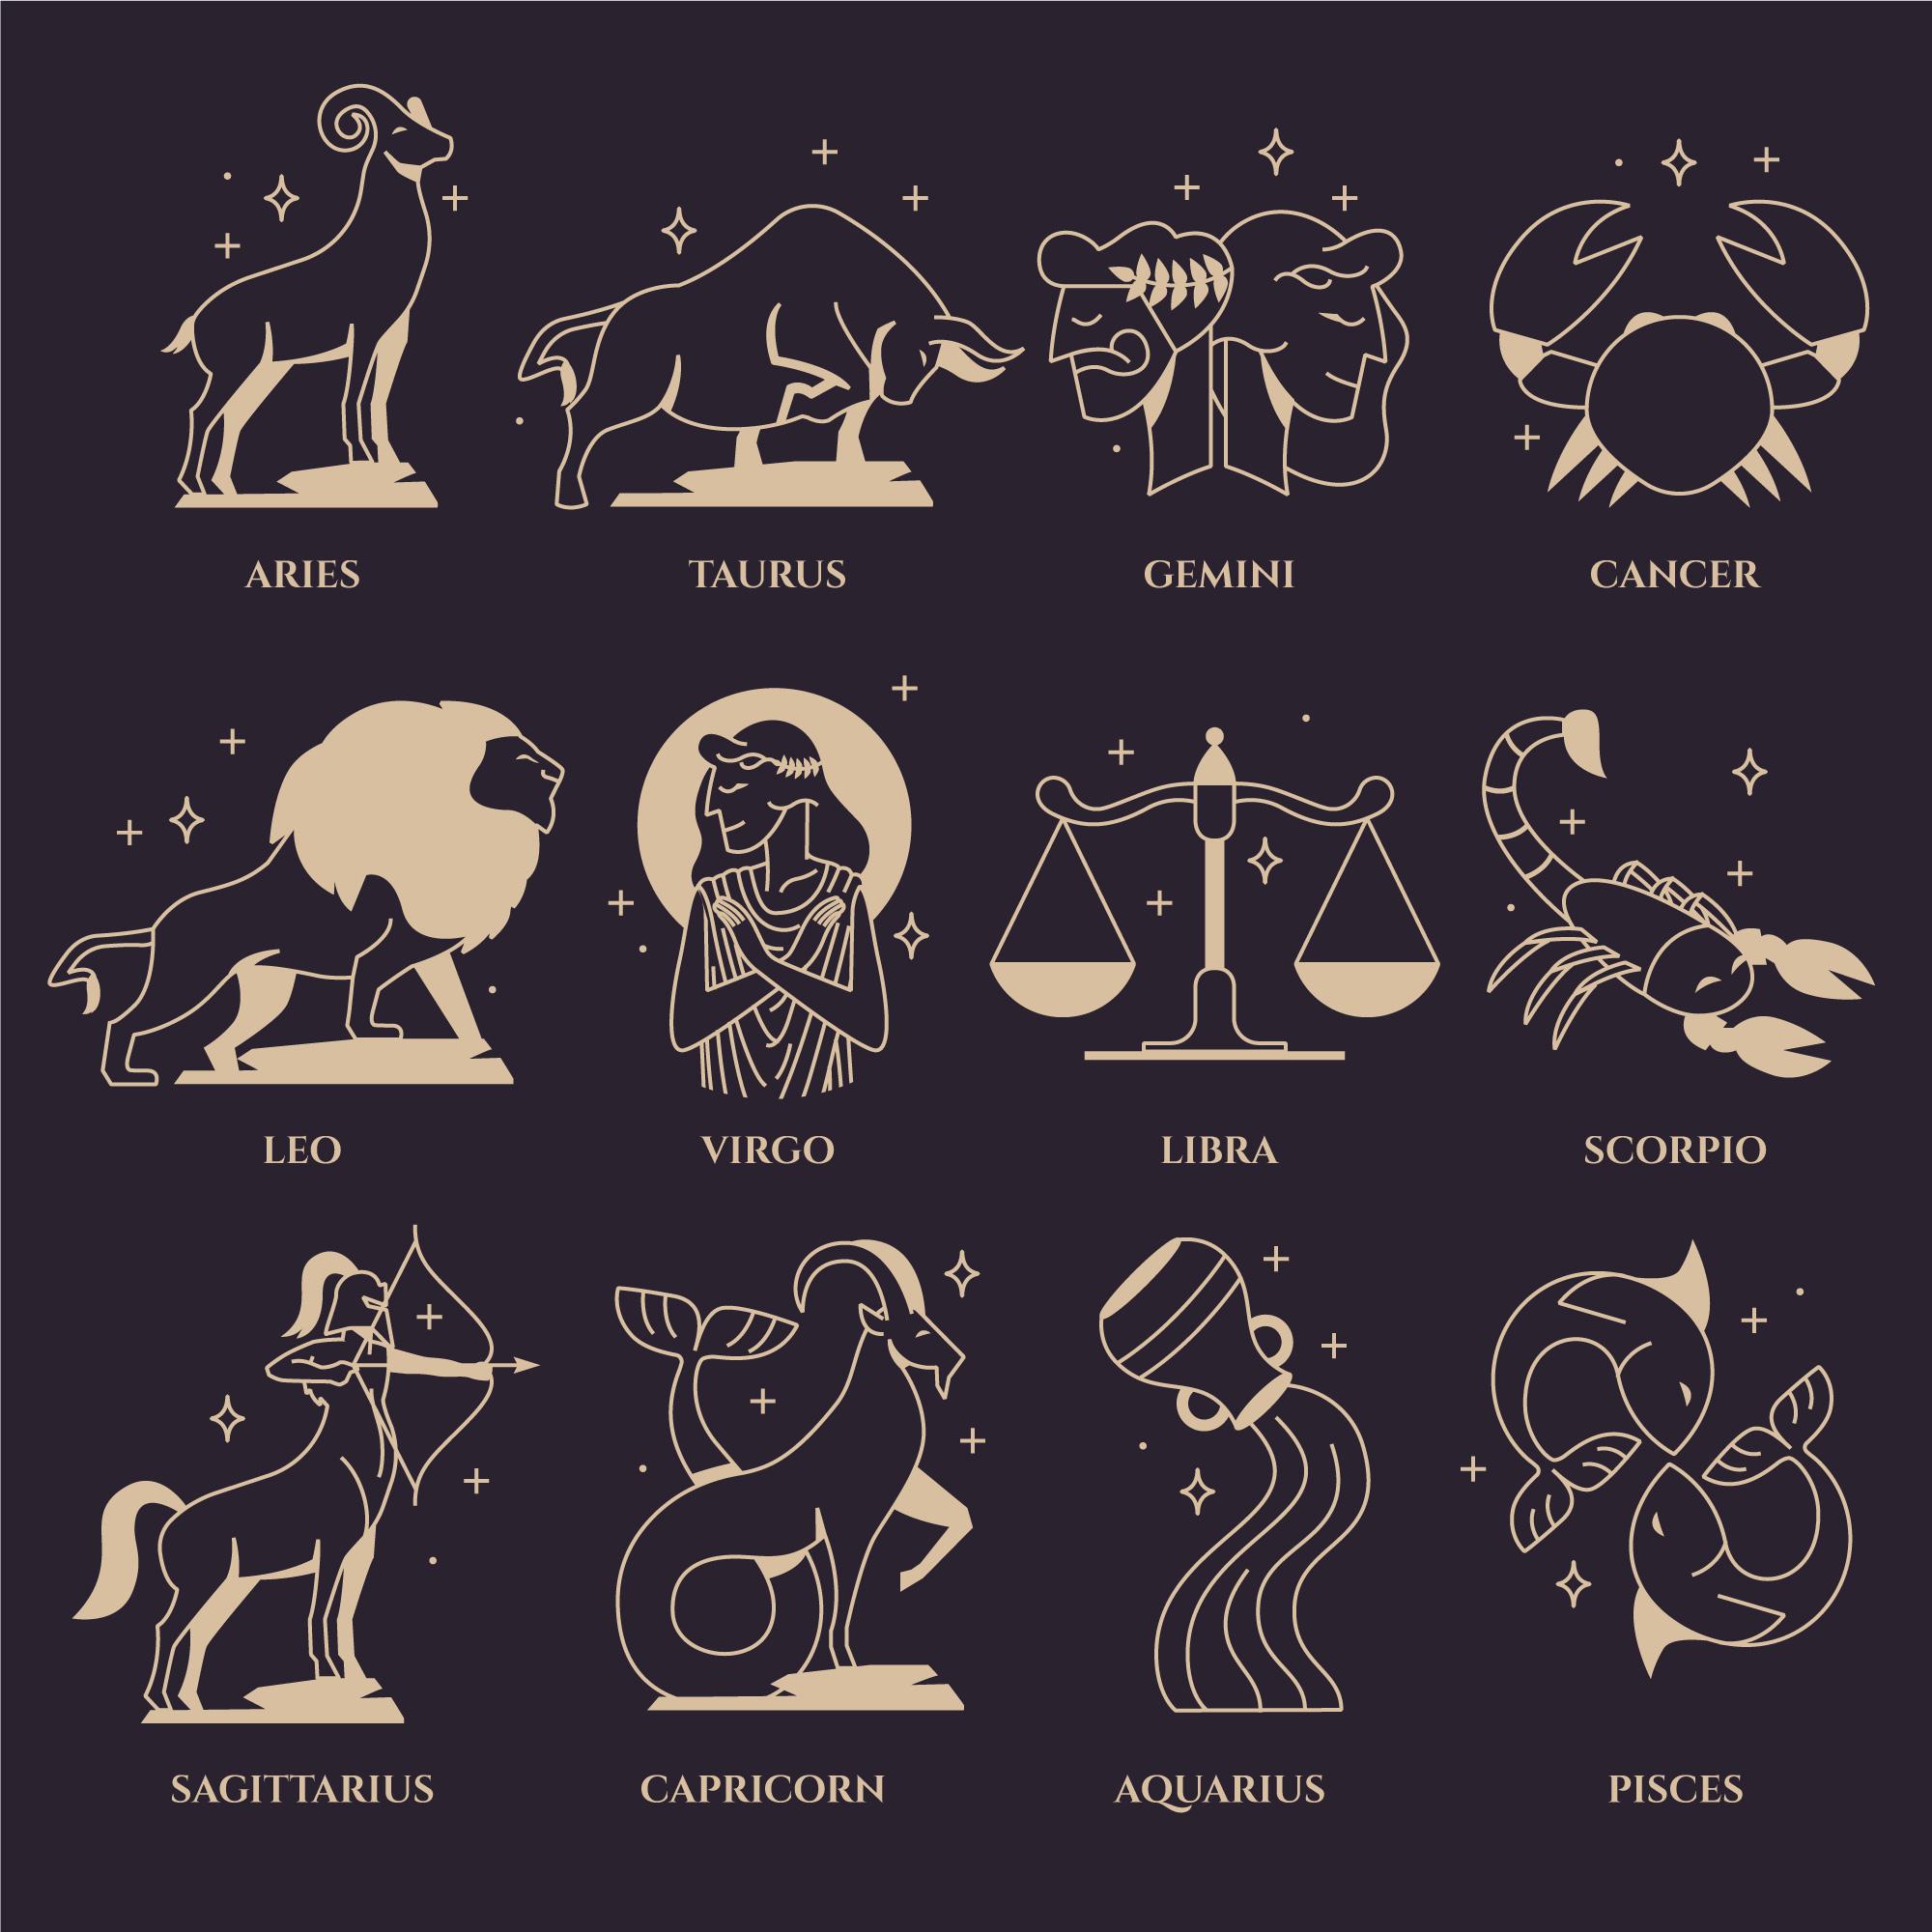 ARIES
TAURUS
GEMINI
CANCER
LEO
VIRGO
LIBRA
SCORPIO
SAGITTARIUS
CAPRICORN
AQUARIUS
PISCES